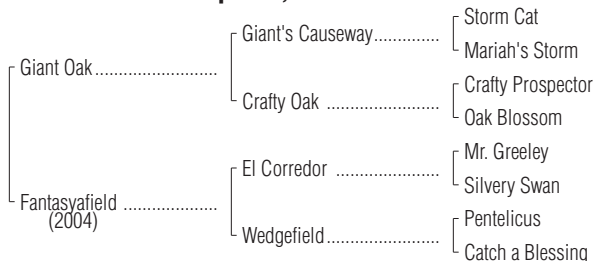 Storm Cat
Giant's Causeway..............
Mariah's Storm
Giant Oak..........................
Crafty Prospector
Crafty Oak ........................
Oak Blossom
Mr. Greeley
El Corredor ......................
Silvery Swan
Fantasyafield ....................
(2004)
Pentelicus
Wedgefield........................
Catch a Blessing